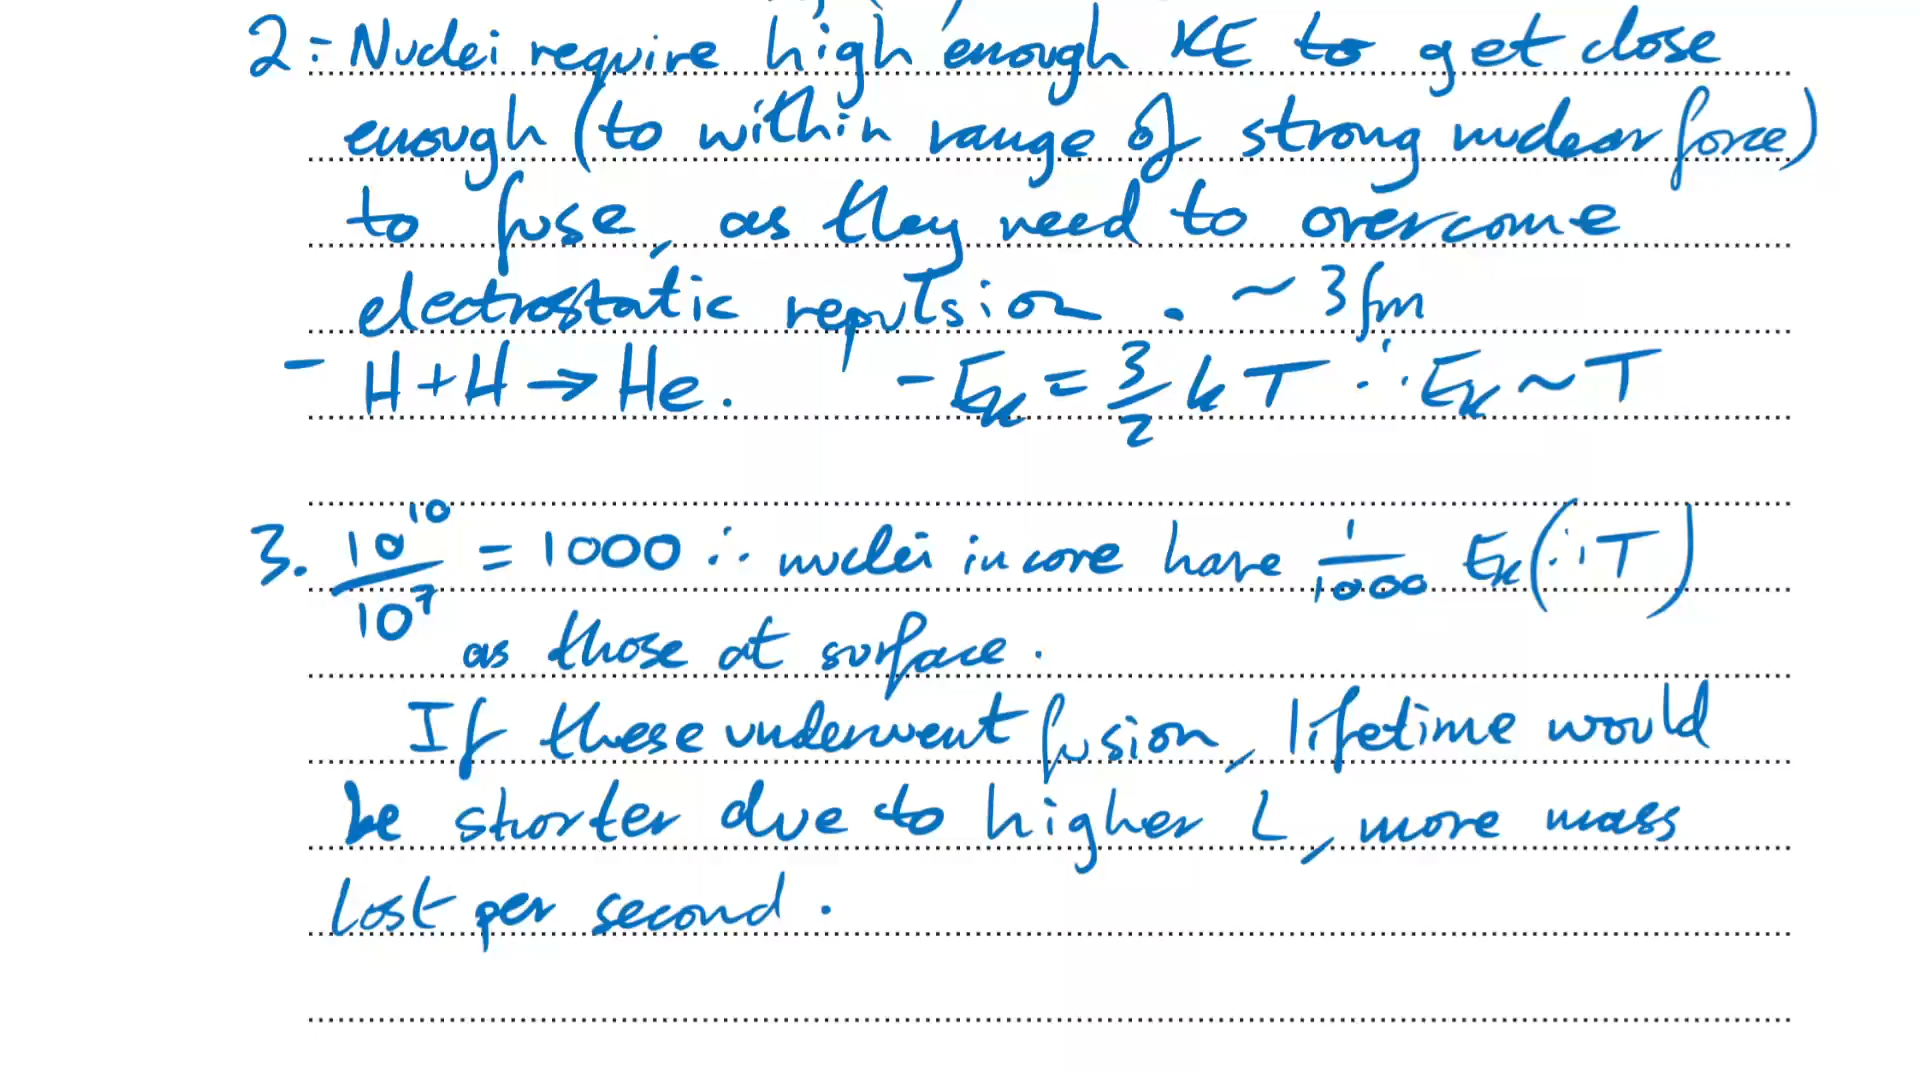 2 :- Nuclei require high enough KE to get close
enough (to within range of strong nuclear force)
to fuse, as they need to overcome
electrostatic repulsion . ~ 3fm
- H + H → He. - Ek = 3/2 k T ∴ Ek ~ T
3. 10^10/10^7 = 1000 ∴ nuclei in core have 1/1000 Ek (∴ T)
as those at surface .
If these underwent fusion, lifetime would
be shorter due to higher L, more mass
lost per second .